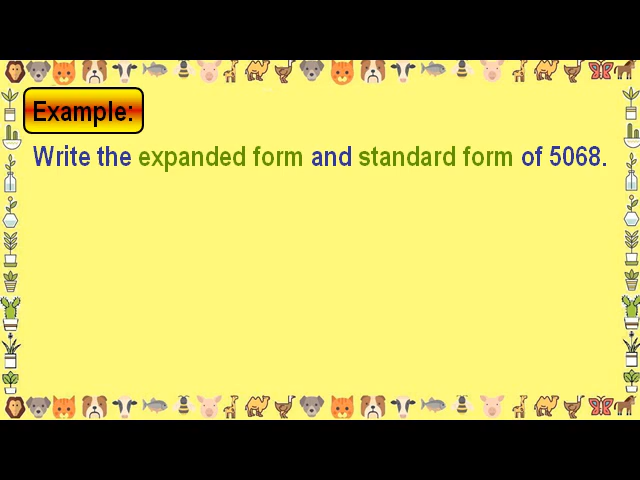 Example:
Write the expanded form and standard form of 5068.